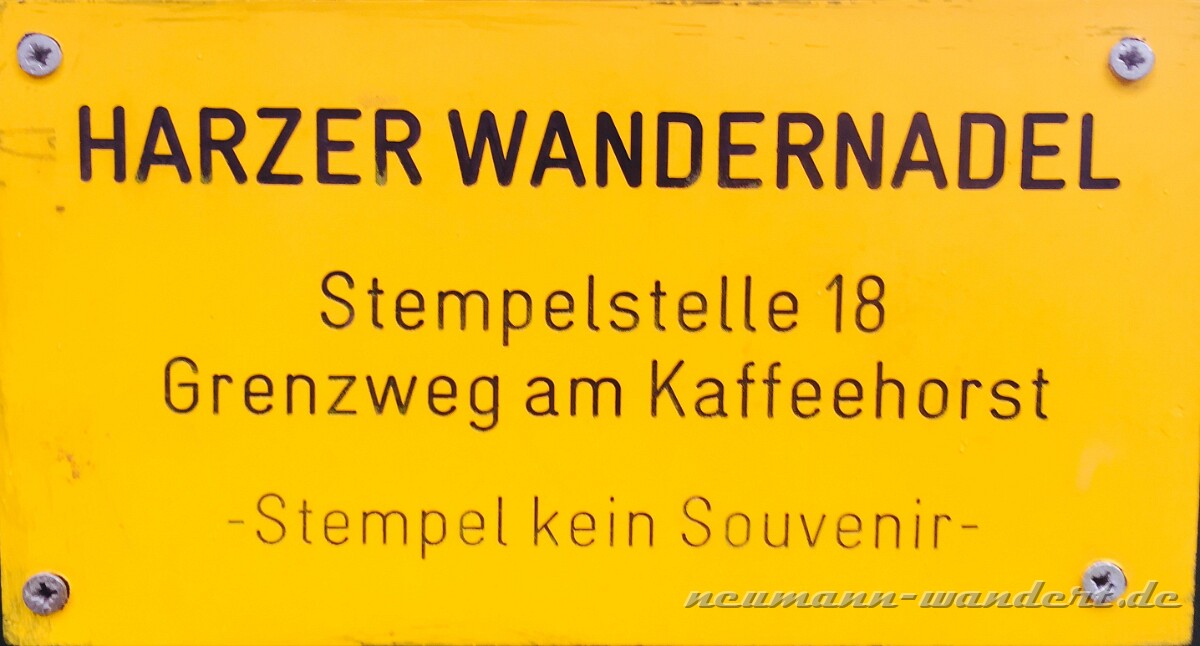 HARZER WANDERNADEL
Stempelstelle 18
Grenzweg am Kaffeehorst
-Stempel kein Souvenir-
neumann-wandert.de